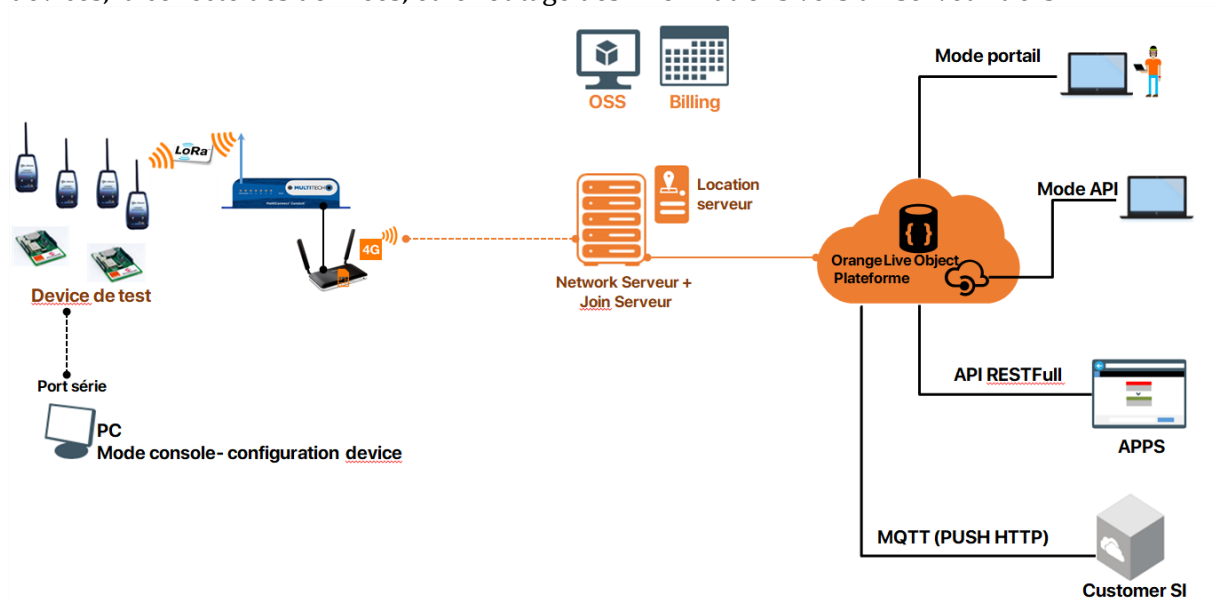 Mode portail
OSS
Billing
LoRa
MULTITECH
Mode API
Location
serveur
4G
Orange Live Object
Plateforme
Network Serveur +
Join Serveur
Device de test
Port série
API RESTFull
PC
Mode console- configuration device
APPS
MQTT (PUSH HTTP)
Customer SI